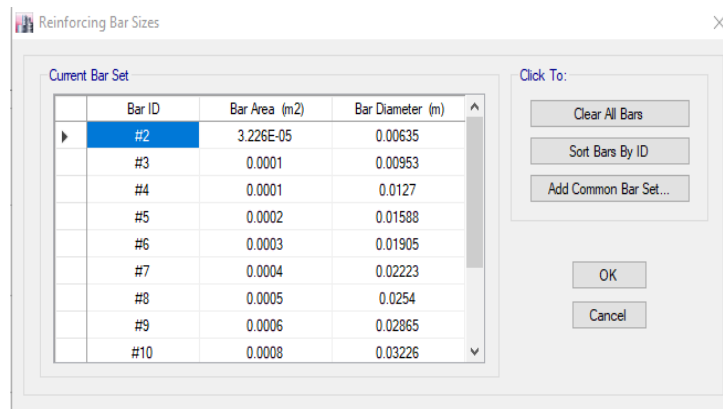 Reinforcing Bar Sizes
Current Bar Set
Bar ID Bar Area (m2) Bar Diameter (m)
#2 3.226E-05 0.00635
#3 0.0001 0.00953
#4 0.0001 0.0127
#5 0.0002 0.01588
#6 0.0003 0.01905
#7 0.0004 0.02223
#8 0.0005 0.0254
#9 0.0006 0.02865
#10 0.0008 0.03226
Click To:
Clear All Bars
Sort Bars By ID
Add Common Bar Set...
OK
Cancel